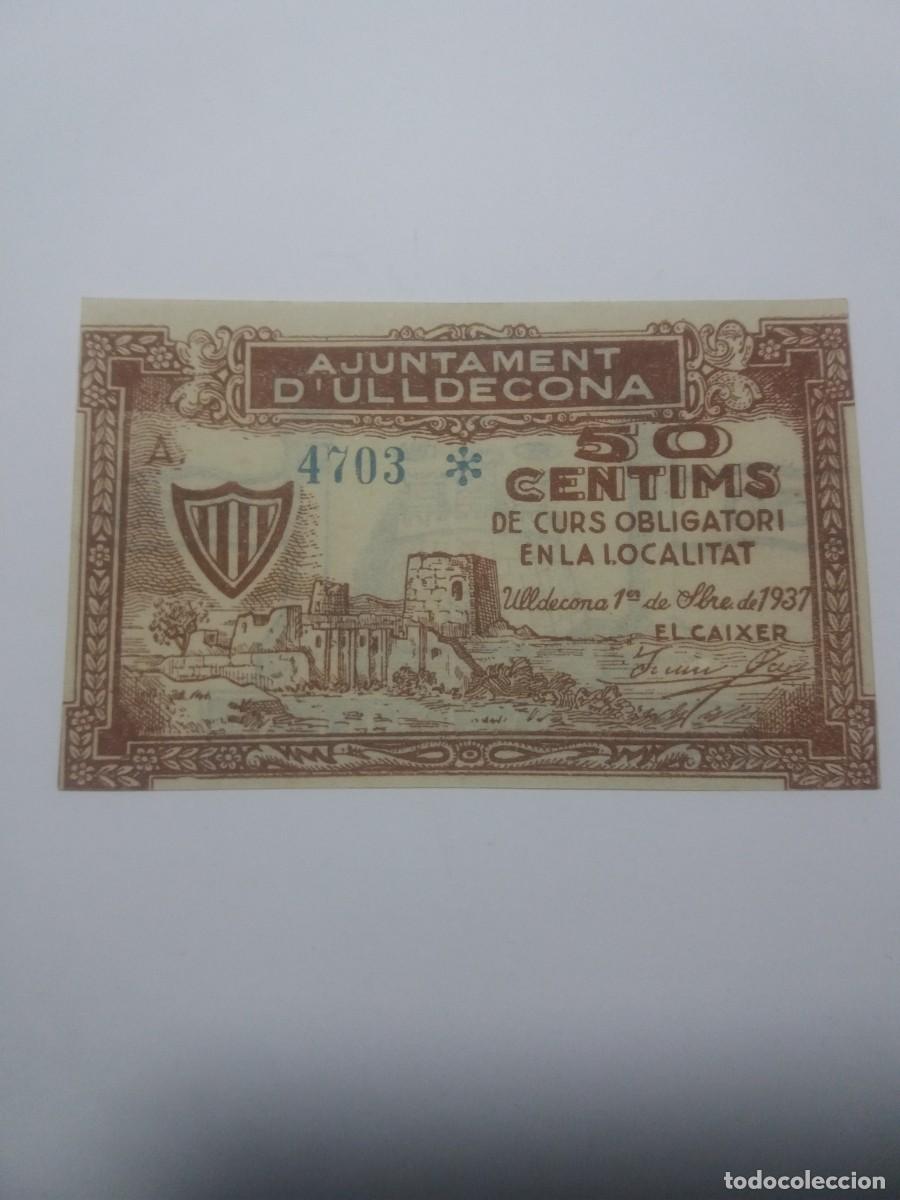 AJUNTAMENT
D'ULLDECONA
A. 4703 *
50
CENTIMS
DE CURS OBLIGATORI
EN LA LOCALITAT
Ulldecona 1er de Sbre de 1937
EL CAIXER
todocoleccion